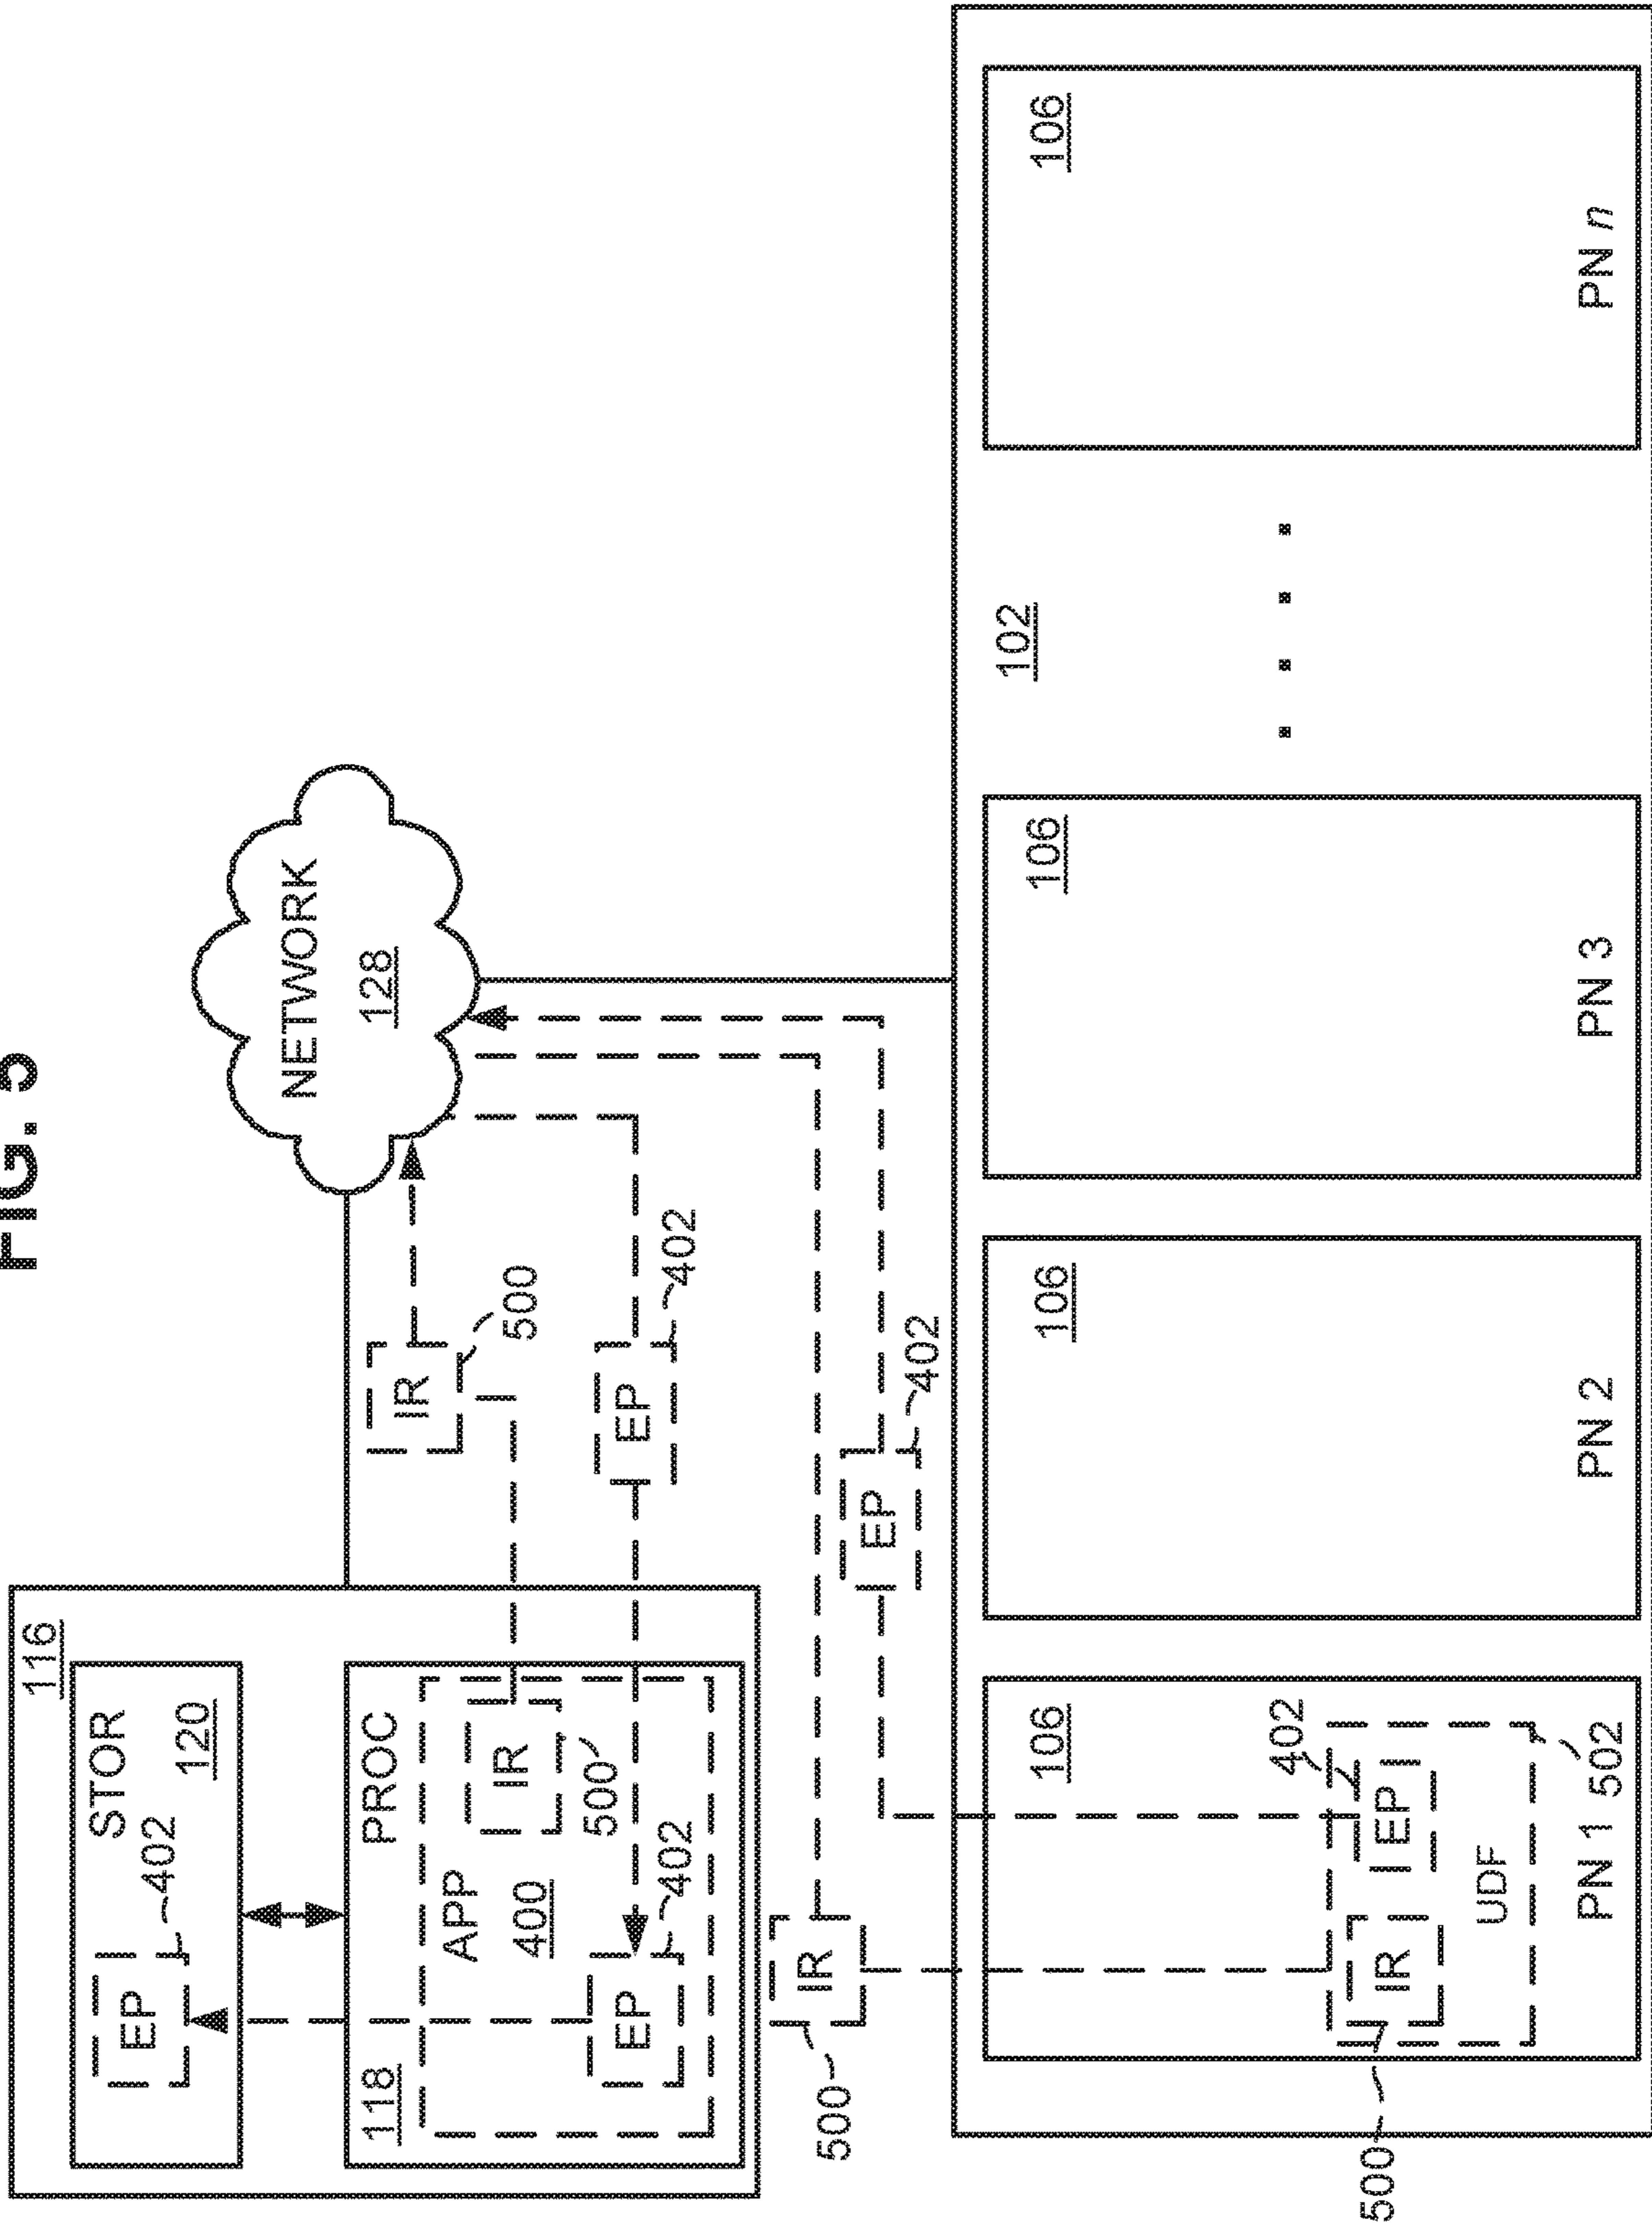 FIG. 5
116
STOR
EP
402
120
NETWORK
128
118
PROC
IR
500
APP
400
IR
500
EP
402
EP
402
500
IR
EP
402
102
106
106
106
106
402
500
IR
EP
UDF
502
PN 1
PN 2
PN 3
. . . .
PN n